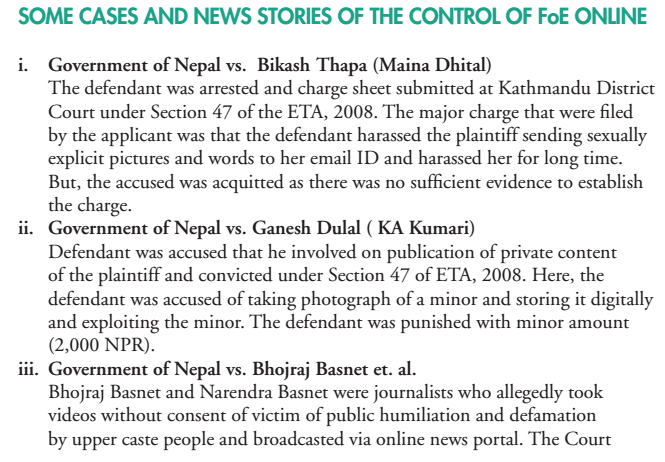 SOME CASES AND NEWS STORIES OF THE CONTROL OF FoE ONLINE
i. Government of Nepal vs. Bikash Thapa (Maina Dhital)
The defendant was arrested and charge sheet submitted at Kathmandu District
Court under Section 47 of the ETA, 2008. The major charge that were filed
by the applicant was that the defendant harassed the plaintiff sending sexually
explicit pictures and words to her email ID and harassed her for long time.
But, the accused was acquitted as there was no sufficient evidence to establish
the charge.
ii. Government of Nepal vs. Ganesh Dulal ( KA Kumari)
Defendant was accused that he involved on publication of private content
of the plaintiff and convicted under Section 47 of ETA, 2008. Here, the
defendant was accused of taking photograph of a minor and storing it digitally
and exploiting the minor. The defendant was punished with minor amount
(2,000 NPR).
iii. Government of Nepal vs. Bhojraj Basnet et. al.
Bhojraj Basnet and Narendra Basnet were journalists who allegedly took
videos without consent of victim of public humiliation and defamation
by upper caste people and broadcasted via online news portal. The Court